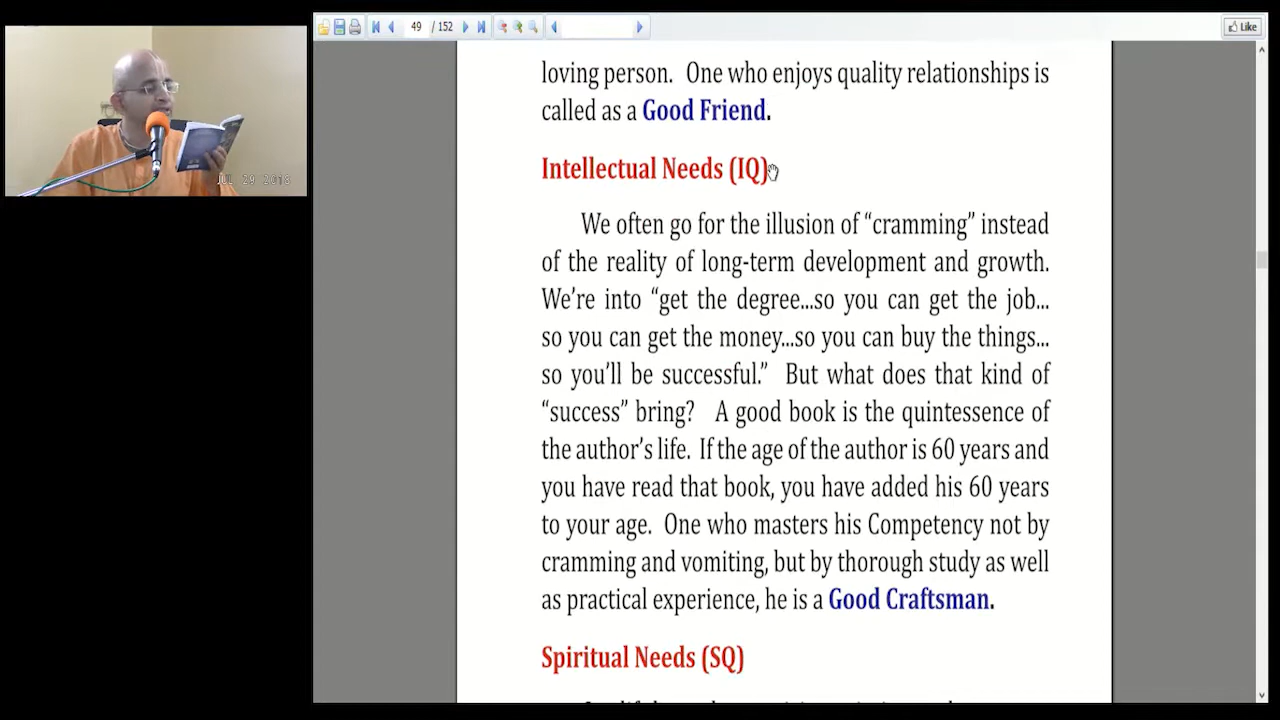 49 / 152
Like
loving person. One who enjoys quality relationships is
called as a Good Friend.
Intellectual Needs (IQ)
We often go for the illusion of “cramming” instead
of the reality of long-term development and growth.
We’re into “get the degree...so you can get the job...
so you can get the money...so you can buy the things...
so you’ll be successful.” But what does that kind of
“success” bring? A good book is the quintessence of
the author’s life. If the age of the author is 60 years and
you have read that book, you have added his 60 years
to your age. One who masters his Competency not by
cramming and vomiting, but by thorough study as well
as practical experience, he is a Good Craftsman.
Spiritual Needs (SQ)
JUL 29 2018